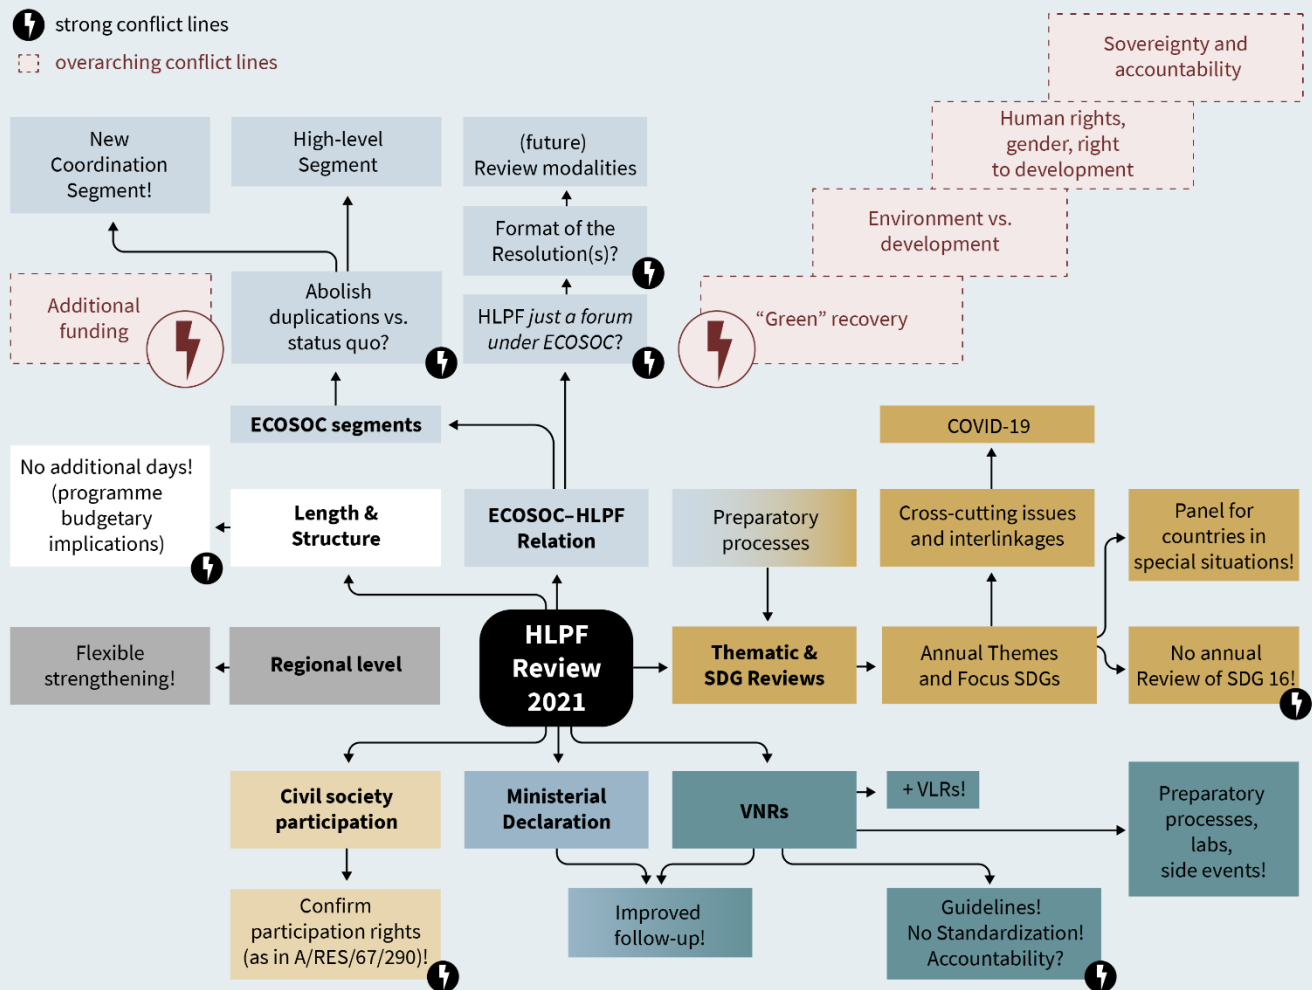 strong conflict lines
overarching conflict lines
Sovereignty and
accountability
Human rights,
gender, right
to development
Environment vs.
development
"Green" recovery
New
Coordination
Segment!
High-level
Segment
(future)
Review modalities
Format of the
Resolution(s)?
Additional
funding
Abolish
duplications vs.
status quo?
HLPF just a forum
under ECOSOC?
ECOSOC segments
COVID-19
No additional days!
(programme
budgetary
implications)
Length &
Structure
ECOSOC–HLPF
Relation
Preparatory
processes
Cross-cutting issues
and interlinkages
Panel for
countries in
special situations!
Flexible
strengthening!
Regional level
HLPF
Review
2021
Thematic &
SDG Reviews
Annual Themes
and Focus SDGs
No annual
Review of SDG 16!
Civil society
participation
Ministerial
Declaration
VNRs
+ VLRs!
Preparatory
processes,
labs,
side events!
Confirm
participation rights
(as in A/RES/67/290)!
Improved
follow-up!
Guidelines!
No Standardization!
Accountability?